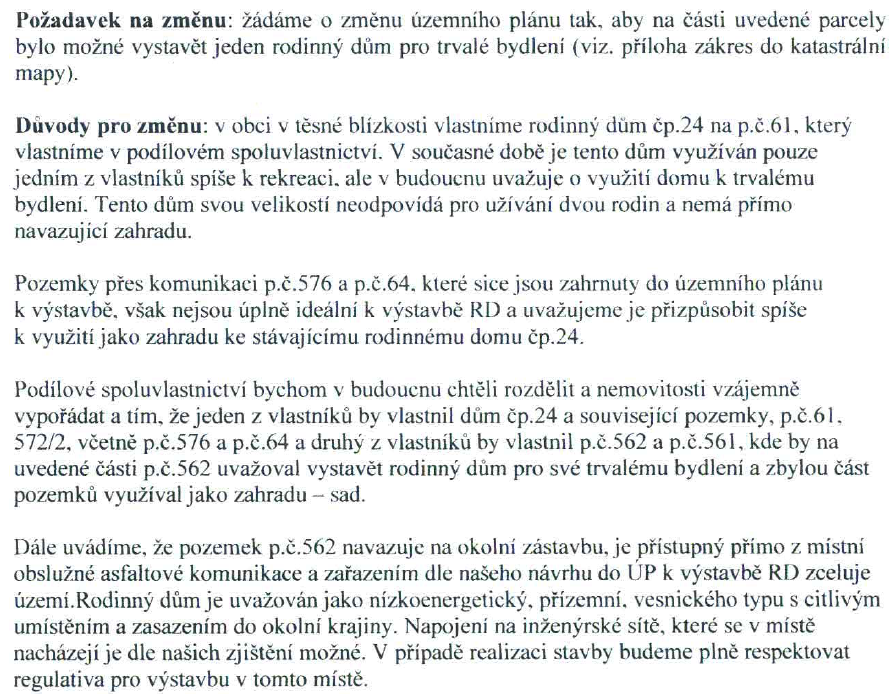 Požadavek na změnu: žádáme o změnu územního plánu tak, aby na části uvedené parcely
bylo možné vystavět jeden rodinný dům pro trvalé bydlení (viz. příloha zákres do katastrální
mapy).

Důvody pro změnu: v obci v těsné blízkosti vlastníme rodinný dům čp.24 na p.č.61, který
vlastníme v podílovém spoluvlastnictví. V současné době je tento dům využíván pouze
jedním z vlastníků spíše k rekreaci, ale v budoucnu uvažuje o využití domu k trvalému
bydlení. Tento dům svou velikostí neodpovídá pro užívání dvou rodin a nemá přímo
navazující zahradu.

Pozemky přes komunikaci p.č.576 a p.č.64, které sice jsou zahrnuty do územního plánu
k výstavbě, však nejsou úplně ideální k výstavbě RD a uvažujeme je přizpůsobit spíše
k využití jako zahradu ke stávajícímu rodinnému domu čp.24.

Podílové spoluvlastnictví bychom v budoucnu chtěli rozdělit a nemovitosti vzájemně
vypořádat a tím, že jeden z vlastníků by vlastnil dům čp.24 a související pozemky, p.č.61,
572/2, včetně p.č.576 a p.č.64 a druhý z vlastníků by vlastnil p.č.562 a p.č.561, kde by na
uvedené části p.č.562 uvažoval vystavět rodinný dům pro své trvalému bydlení a zbylou část
pozemků využíval jako zahradu – sad.

Dále uvádíme, že pozemek p.č.562 navazuje na okolní zástavbu, je přístupný přímo z místní
obslužné asfaltové komunikace a zařazením dle našeho návrhu do ÚP k výstavbě RD zceluje
území.Rodinný dům je uvažován jako nízkoenergetický, přízemní, vesnického typu s citlivým
umístěním a zasazením do okolní krajiny. Napojení na inženýrské sítě, které se v místě
nacházejí je dle našich zjištění možné. V případě realizaci stavby budeme plně respektovat
regulativa pro výstavbu v tomto místě.